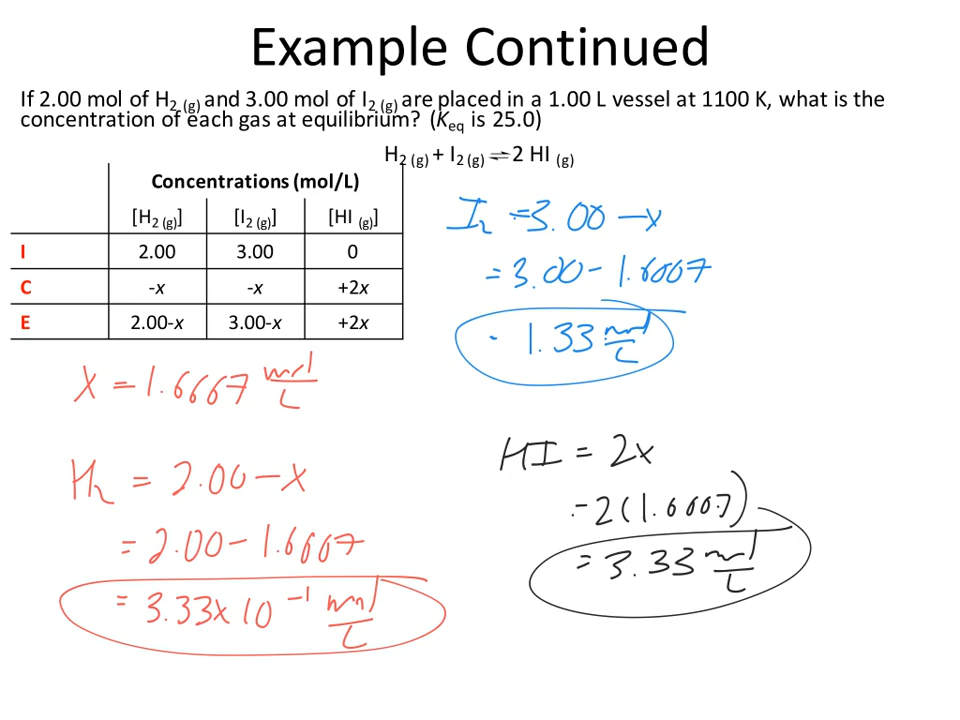 Example Continued
If 2.00 mol of H2 (g) and 3.00 mol of I2 (g) are placed in a 1.00 L vessel at 1100 K, what is the
concentration of each gas at equilibrium? (Keq is 25.0)
H2 (g) + I2 (g) ⇌ 2 HI (g)
Concentrations (mol/L)
[H2 (g)] [I2 (g)] [HI (g)]
I 2.00 3.00 0
C -x -x +2x
E 2.00-x 3.00-x +2x
I2 = 3.00 - x
= 3.00 - 1.6667
= 1.33 mol/L
x = 1.6667 mol/L
H2 = 2.00 - x
= 2.00 - 1.6667
= 3.33 x 10^-1 mol/L
HI = 2x
= 2(1.6667)
= 3.33 mol/L